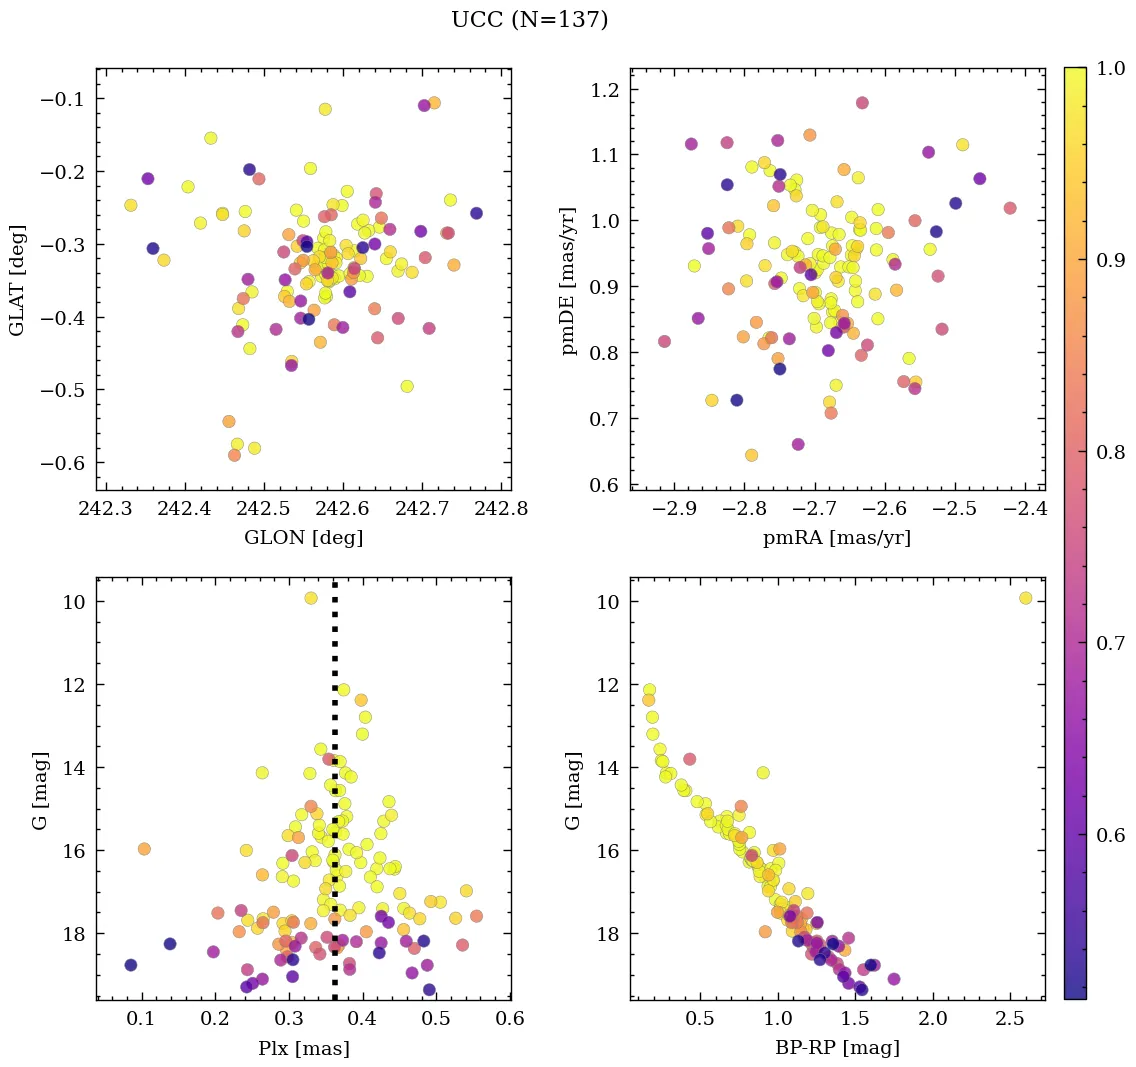 UCC (N=137)
−0.1
−0.2
−0.3
−0.4
−0.5
−0.6
GLAT [deg]
242.3 242.4 242.5 242.6 242.7 242.8
GLON [deg]
1.2
1.1
1.0
0.9
0.8
0.7
0.6
pmDE [mas/yr]
−2.9 −2.8 −2.7 −2.6 −2.5 −2.4
pmRA [mas/yr]
10
12
14
16
18
G [mag]
0.1 0.2 0.3 0.4 0.5 0.6
Plx [mas]
10
12
14
16
18
G [mag]
0.5 1.0 1.5 2.0 2.5
BP-RP [mag]
1.0
0.9
0.8
0.7
0.6